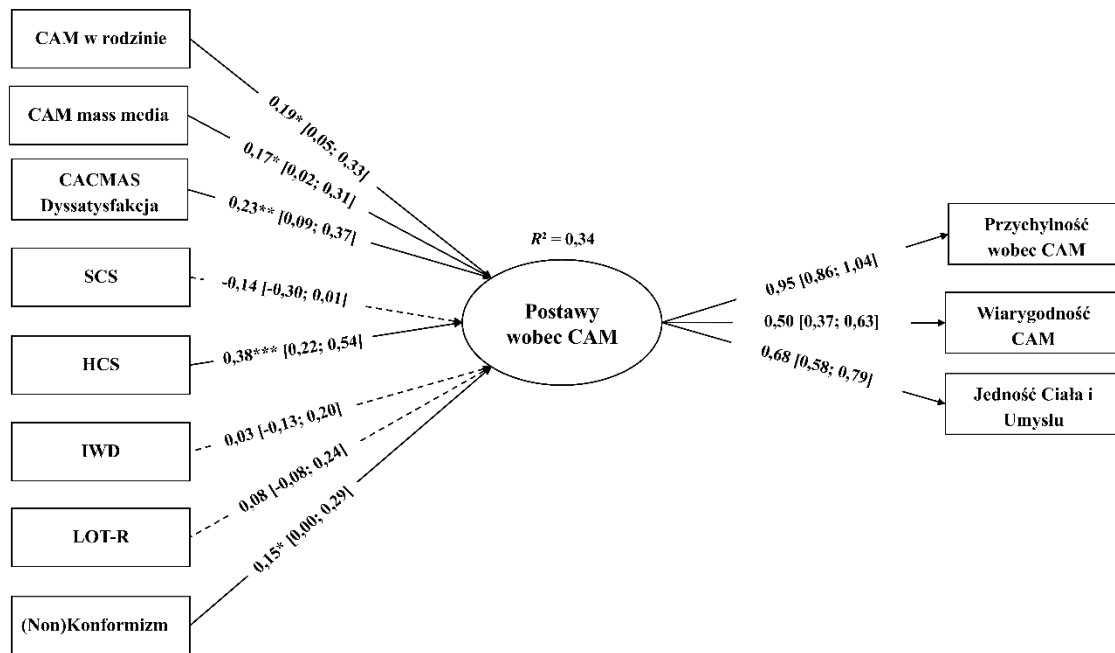 CAM w rodzinie
CAM mass media
CACMAS
Dyssatysfakcja
SCS
HCS
IWD
LOT-R
(Non)Konformizm
0,19* [0,05; 0,33]
0,17* [0,02; 0,31]
0,23** [0,09; 0,37]
-0,14 [-0,30; 0,01]
0,38*** [0,22; 0,54]
0,03 [-0,13; 0,20]
0,08 [-0,08; 0,24]
0,15* [0,00; 0,29]
R² = 0,34
Postawy
wobec CAM
0,95 [0,86; 1,04]
0,50 [0,37; 0,63]
0,68 [0,58; 0,79]
Przychylność
wobec CAM
Wiarygodność
CAM
Jedność Ciała i
Umysłu